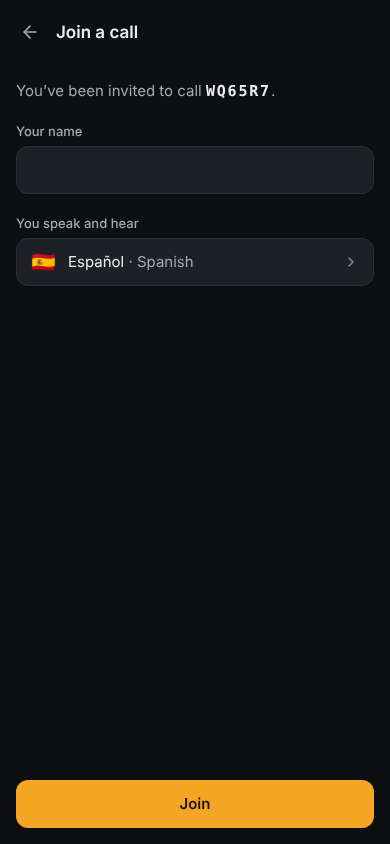 Join a call
You’ve been invited to call WQ65R7.
Your name
You speak and hear
Español · Spanish
Join